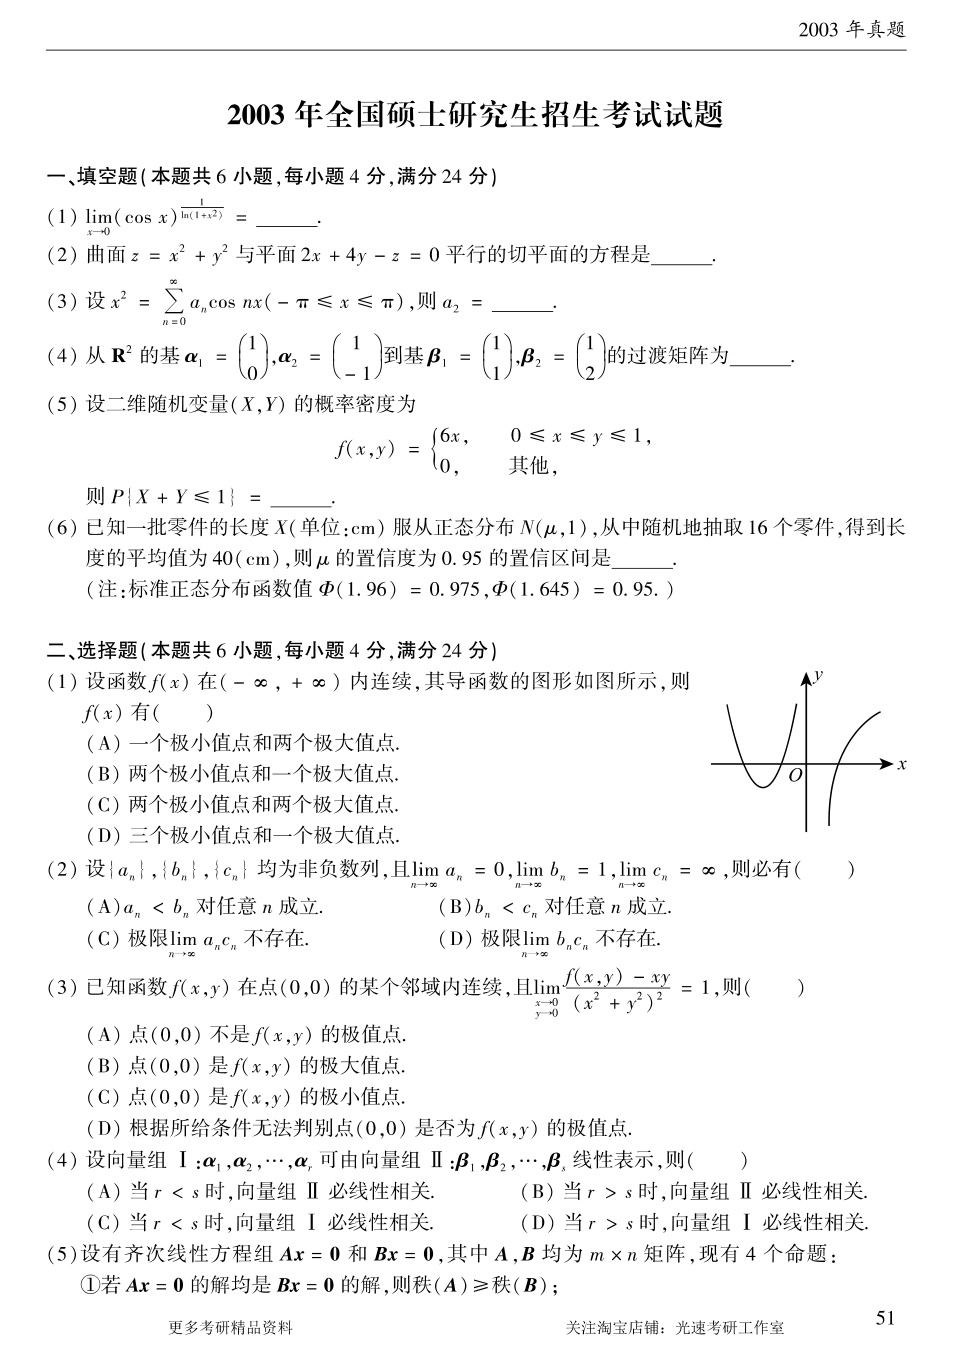 2003 年真题
2003 年全国硕士研究生招生考试试题
一、填空题(本题共 6 小题,每小题 4 分,满分 24 分)
(1) lim_{x→0}(cos x)^{1/ln(1+x²)} = ______.
(2) 曲面 z = x² + y² 与平面 2x + 4y − z = 0 平行的切平面的方程是______.
(3) 设 x² = ∑_{n=0}^{∞} a_n cos nx(− π ≤ x ≤ π),则 a₂ = ______.
(4) 从 R² 的基 α₁ = (1 0), α₂ = (1 −1) 到基 β₁ = (1 1), β₂ = (1 2) 的过渡矩阵为______.
(5) 设二维随机变量(X,Y) 的概率密度为
f(x,y) = { 6x, 0 ≤ x ≤ y ≤ 1,
0, 其他,
则 P{X + Y ≤ 1} = ______.
(6) 已知一批零件的长度 X(单位:cm) 服从正态分布 N(μ,1),从中随机地抽取 16 个零件,得到长
度的平均值为 40(cm),则 μ 的置信度为 0.95 的置信区间是______.
(注:标准正态分布函数值 Φ(1.96) = 0.975,Φ(1.645) = 0.95.)
二、选择题(本题共 6 小题,每小题 4 分,满分 24 分)
(1) 设函数 f(x) 在(− ∞, + ∞) 内连续,其导函数的图形如图所示,则
f(x) 有(  )
(A) 一个极小值点和两个极大值点.
(B) 两个极小值点和一个极大值点.
(C) 两个极小值点和两个极大值点.
(D) 三个极小值点和一个极大值点.
y
x
O
(2) 设{a_n},{b_n},{c_n} 均为非负数列,且lim_{n→∞} a_n = 0,lim_{n→∞} b_n = 1,lim_{n→∞} c_n = ∞,则必有(  )
(A)a_n < b_n 对任意 n 成立. (B)b_n < c_n 对任意 n 成立.
(C) 极限lim_{n→∞} a_n c_n 不存在. (D) 极限lim_{n→∞} b_n c_n 不存在.
(3) 已知函数 f(x,y) 在点(0,0) 的某个邻域内连续,且lim_{x→0 y→0} (f(x,y) − xy)/(x² + y²)² = 1,则(  )
(A) 点(0,0) 不是 f(x,y) 的极值点.
(B) 点(0,0) 是 f(x,y) 的极大值点.
(C) 点(0,0) 是 f(x,y) 的极小值点.
(D) 根据所给条件无法判别点(0,0) 是否为 f(x,y) 的极值点.
(4) 设向量组 Ⅰ:α₁,α₂,…,α_r 可由向量组 Ⅱ:β₁,β₂,…,β_s 线性表示,则(  )
(A) 当 r < s 时,向量组 Ⅱ 必线性相关. (B) 当 r > s 时,向量组 Ⅱ 必线性相关.
(C) 当 r < s 时,向量组 Ⅰ 必线性相关. (D) 当 r > s 时,向量组 Ⅰ 必线性相关.
(5)设有齐次线性方程组 Ax = 0 和 Bx = 0,其中 A,B 均为 m × n 矩阵,现有 4 个命题:
①若 Ax = 0 的解均是 Bx = 0 的解,则秩(A)≥秩(B);
51
更多考研精品资料 关注淘宝店铺：光速考研工作室